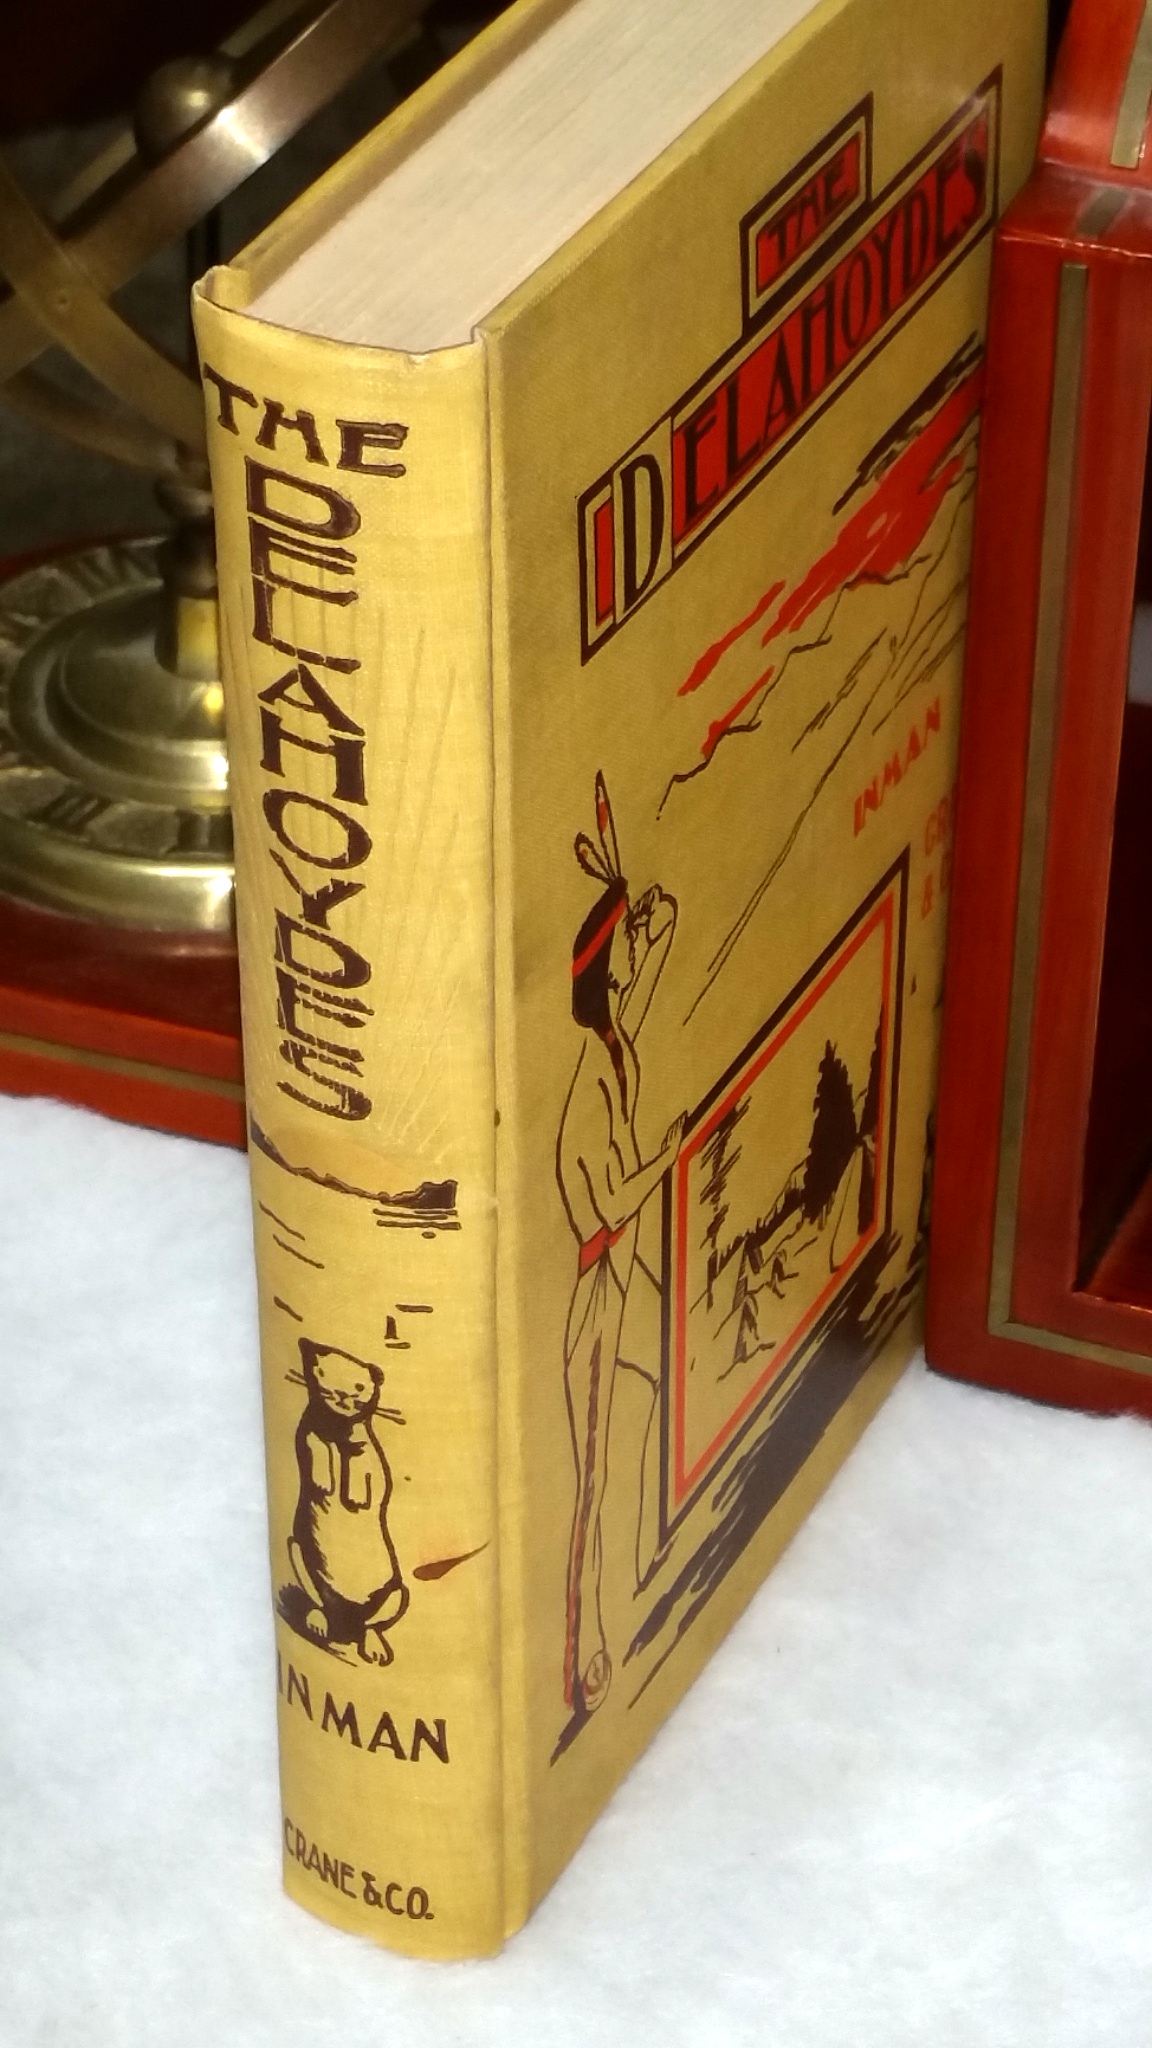 THE
DELAHOYDES
INMAN
CRANE & CO.
THE
DELAHOYDES
INMAN